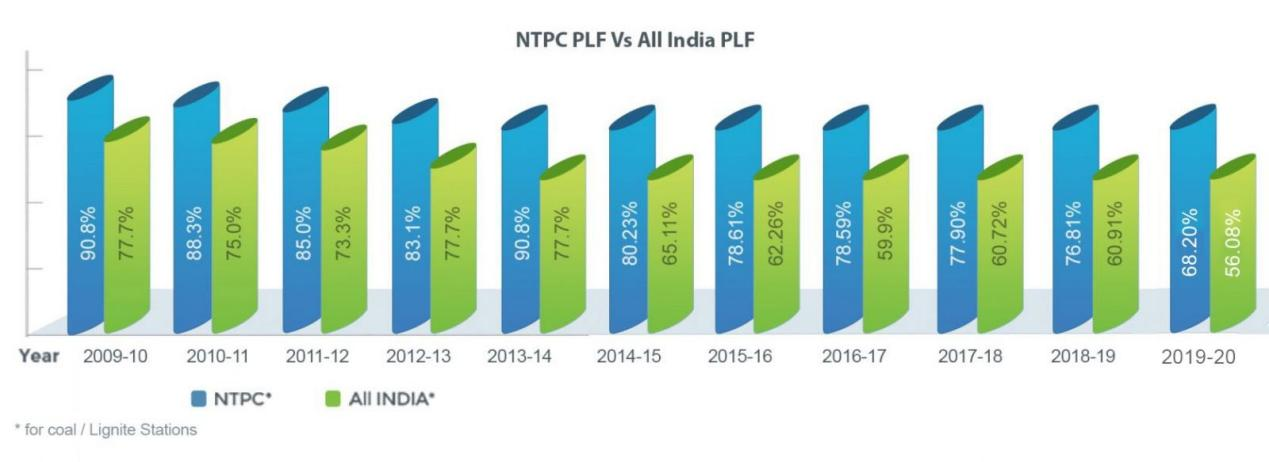 NTPC PLF Vs All India PLF
90.8% 77.7% 88.3% 75.0% 85.0% 73.3% 83.1% 77.7% 90.8% 77.7% 80.23% 65.11% 78.61% 62.26% 78.59% 59.9% 77.90% 60.72% 76.81% 60.91% 68.20% 56.08%
Year 2009-10 2010-11 2011-12 2012-13 2013-14 2014-15 2015-16 2016-17 2017-18 2018-19 2019-20
NTPC* All INDIA*
* for coal / Lignite Stations